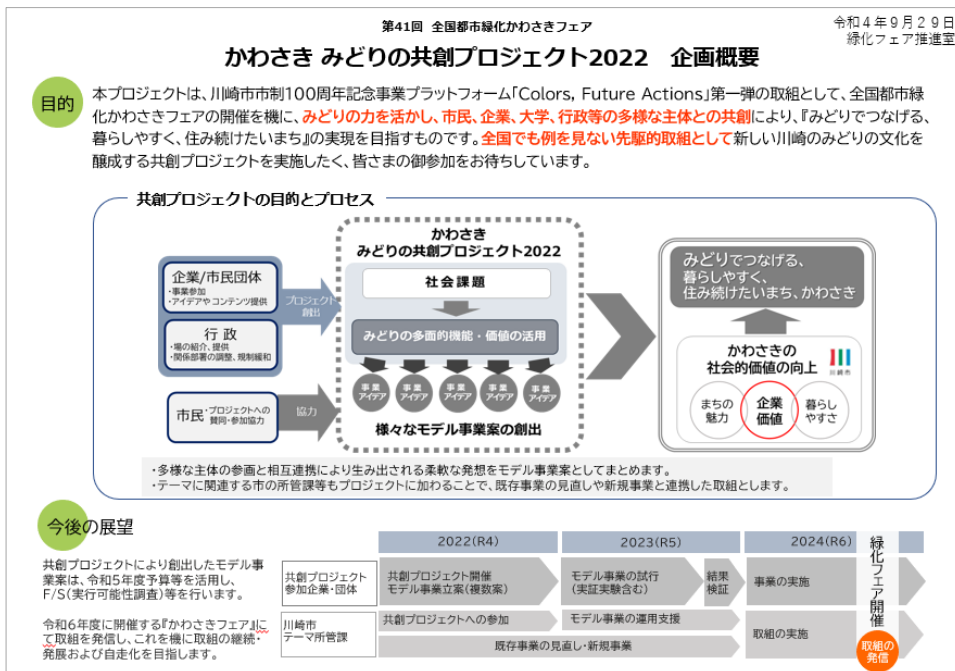 第41回 全国都市緑化かわさきフェア
令和4年9月29日
緑化フェア推進室
かわさき みどりの共創プロジェクト2022　企画概要
目的
本プロジェクトは、川崎市市制100周年記念事業プラットフォーム「Colors, Future Actions」第一弾の取組として、全国都市緑
化かわさきフェアの開催を機に、みどりの力を活かし、市民、企業、大学、行政等の多様な主体との共創により、『みどりでつなげる、
暮らしやすく、住み続けたいまち』の実現を目指すものです。全国でも例を見ない先駆的取組として新しい川崎のみどりの文化を
醸成する共創プロジェクトを実施したく、皆さまの御参加をお待ちしています。
共創プロジェクトの目的とプロセス
企業/市民団体
・事業参加
・アイデアや コンテンツ提供
行 政
・場の紹介、提供
・関係部署の調整、規制緩和
プロジェクト
創出
市民
・プロジェクトへの
賛同・参加協力
協力
かわさき
みどりの共創プロジェクト2022
社会課題
みどりの多面的機能・価値の活用
事業
アイデア
事業
アイデア
事業
アイデア
事業
アイデア
事業
アイデア
様々なモデル事業案の創出
みどりでつなげる、
暮らしやすく、
住み続けたいまち、かわさき
かわさきの
社会的価値の向上
川崎市
まちの
魅力
企業
価値
暮らし
やすさ
・多様な主体の参画と相互連携により生み出される柔軟な発想をモデル事業案としてまとめます。
・テーマに関連する市の所管課等もプロジェクトに加わることで、既存事業の見直しや新規事業と連携した取組とします。
今後の展望
共創プロジェクトにより創出したモデル事
業案は、令和5年度予算等を活用し、
F/S(実行可能性調査)等を行います。
令和6年度に開催する『かわさきフェア』に
て取組を発信し、これを機に取組の継続・
発展および自走化を目指します。
2022(R4)
2023(R5)
2024(R6)
共創プロジェクト
参加企業・団体
共創プロジェクト開催
モデル事業立案(複数案)
モデル事業の試行
(実証実験含む)
結果
検証
事業の実施
川崎市
テーマ所管課
共創プロジェクトへの参加
モデル事業の運用支援
既存事業の見直し・新規事業
取組の実施
緑化フェア開催
取組の
発信